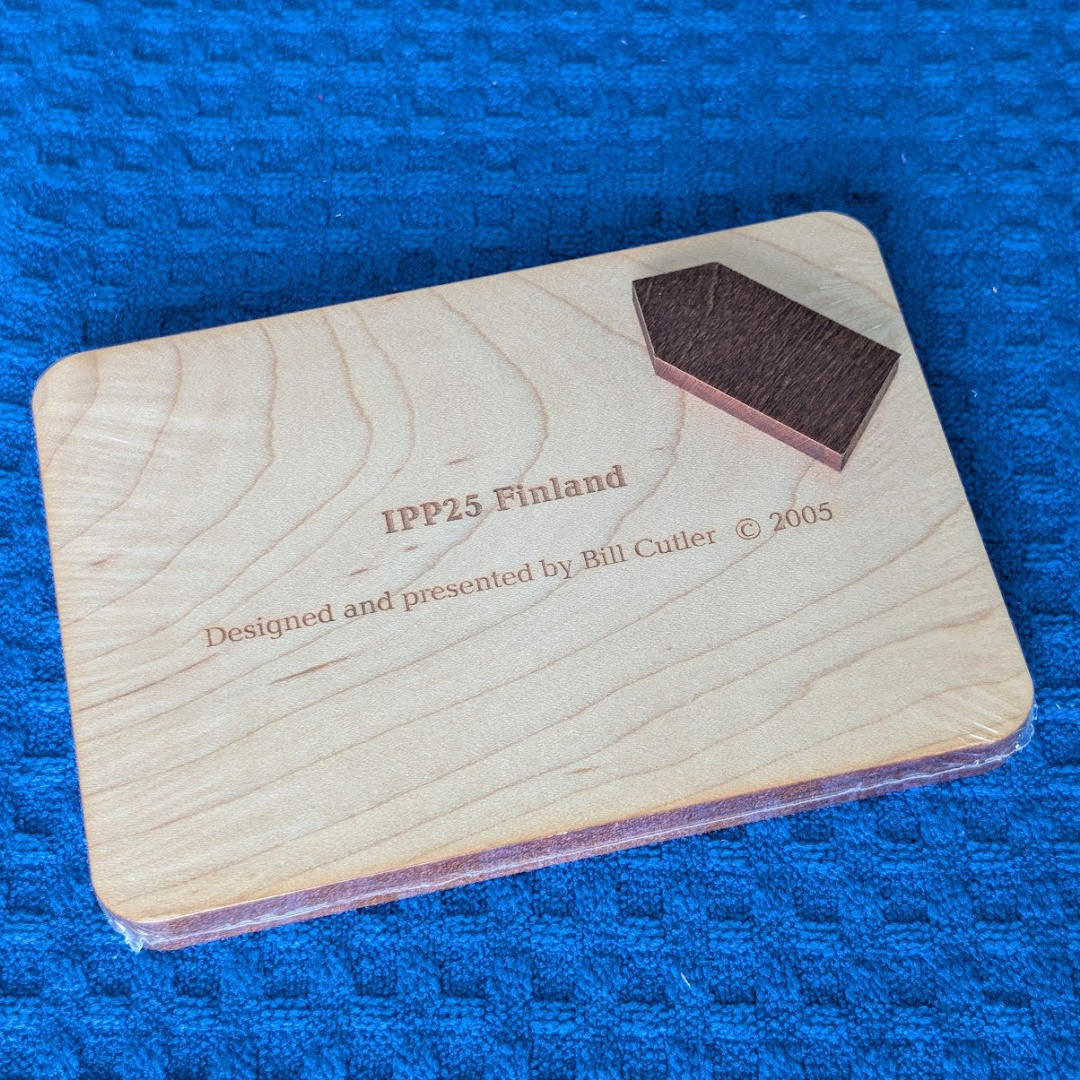 IPP25 Finland
Designed and presented by Bill Cutler © 2005